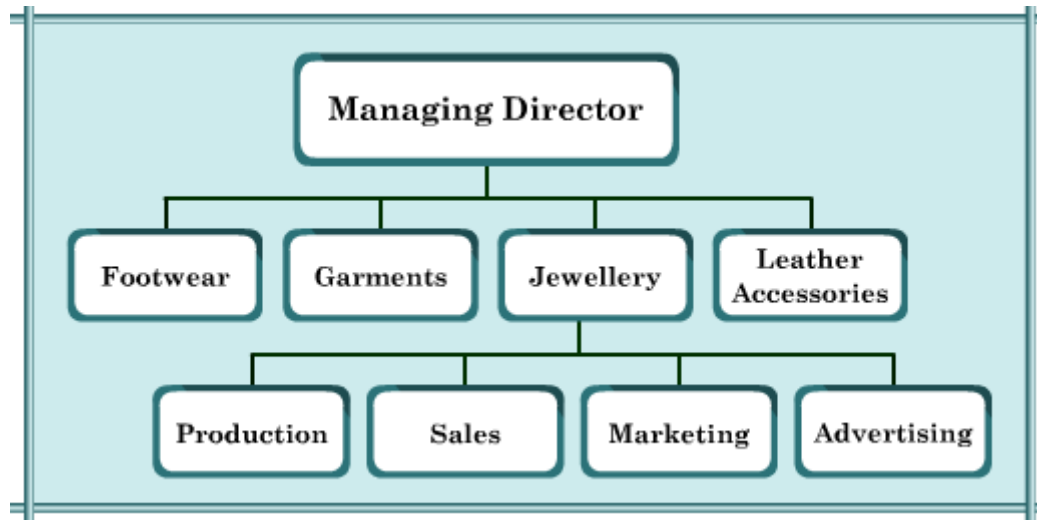 Managing Director
Footwear
Garments
Jewellery
Leather
Accessories
Production
Sales
Marketing
Advertising